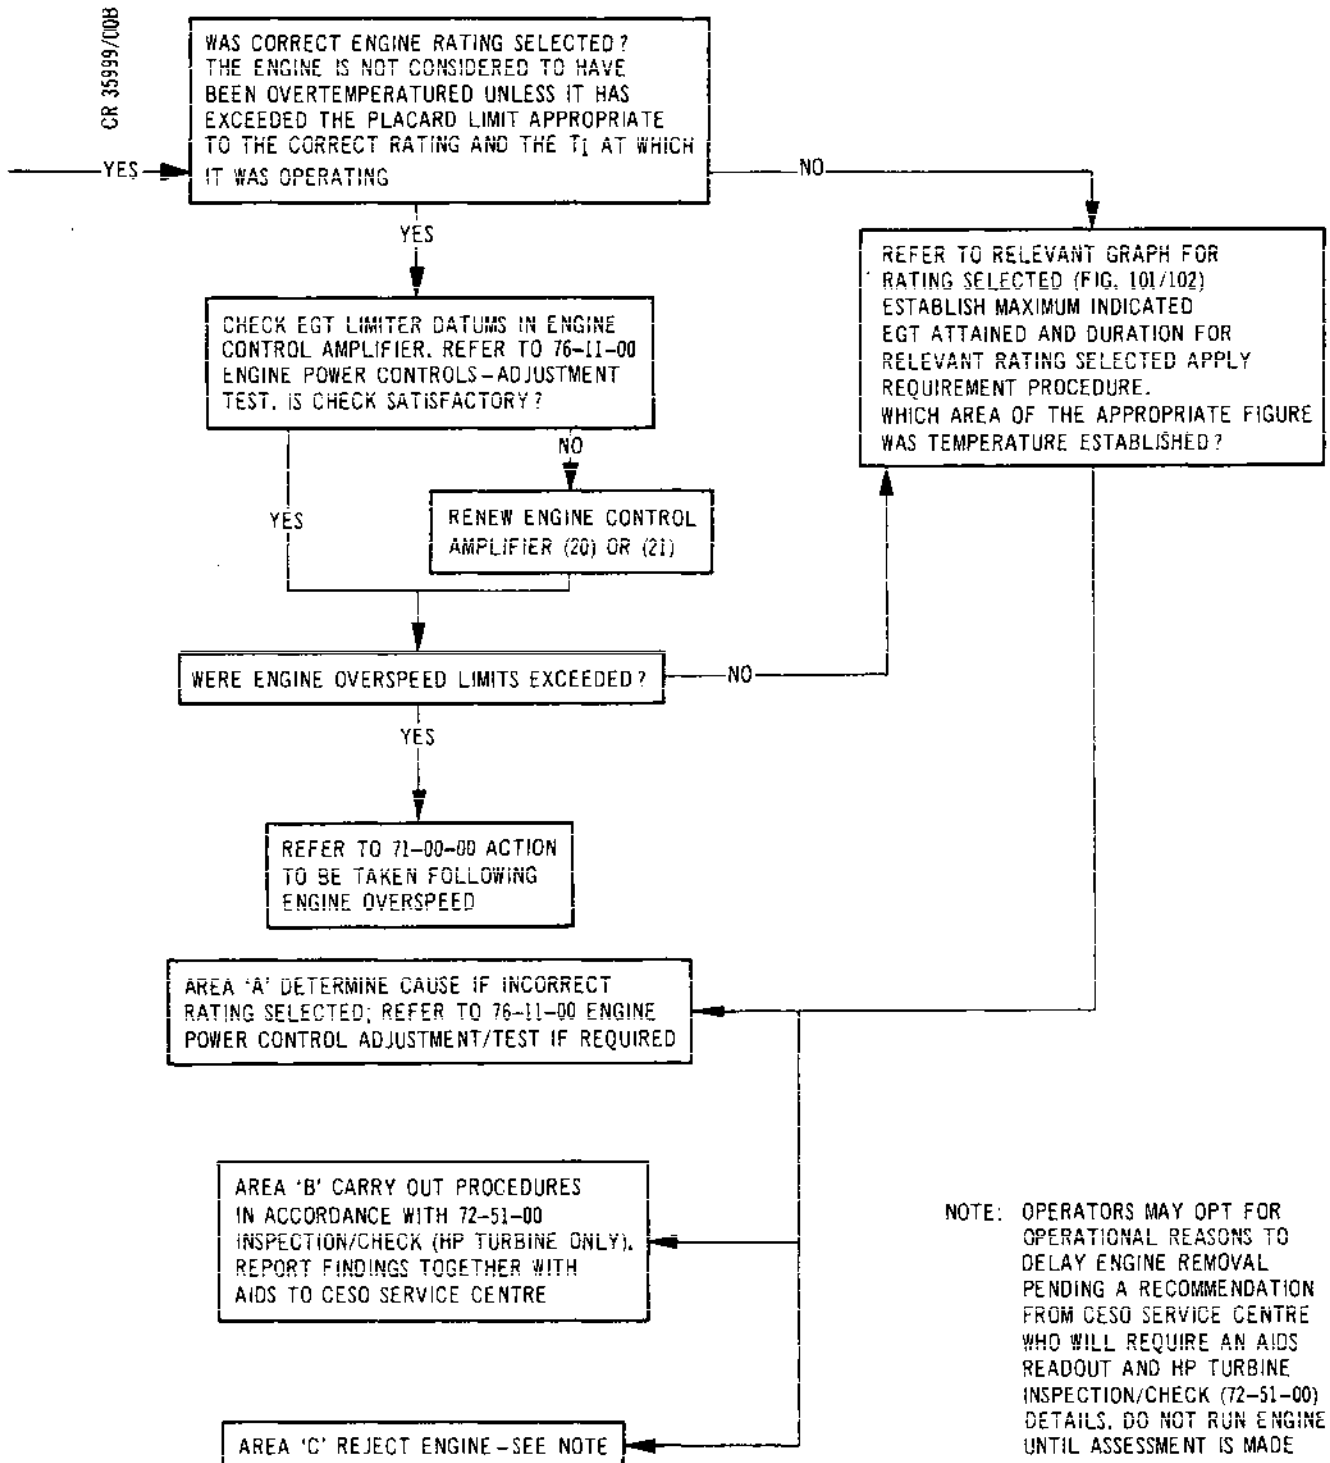 CR 35999/00B
WAS CORRECT ENGINE RATING SELECTED?
THE ENGINE IS NOT CONSIDERED TO HAVE
BEEN OVERTEMPERATURED UNLESS IT HAS
EXCEEDED THE PLACARD LIMIT APPROPRIATE
TO THE CORRECT RATING AND THE T1 AT WHICH
IT WAS OPERATING
YES
NO
YES
REFER TO RELEVANT GRAPH FOR
RATING SELECTED (FIG. 101/102)
ESTABLISH MAXIMUM INDICATED
EGT ATTAINED AND DURATION FOR
RELEVANT RATING SELECTED APPLY
REQUIREMENT PROCEDURE.
WHICH AREA OF THE APPROPRIATE FIGURE
WAS TEMPERATURE ESTABLISHED?
CHECK EGT LIMITER DATUMS IN ENGINE
CONTROL AMPLIFIER. REFER TO 76-11-00
ENGINE POWER CONTROLS-ADJUSTMENT
TEST. IS CHECK SATISFACTORY?
NO
YES
RENEW ENGINE CONTROL
AMPLIFIER (20) OR (21)
WERE ENGINE OVERSPEED LIMITS EXCEEDED?
NO
YES
REFER TO 71-00-00 ACTION
TO BE TAKEN FOLLOWING
ENGINE OVERSPEED
AREA 'A' DETERMINE CAUSE IF INCORRECT
RATING SELECTED; REFER TO 76-11-00 ENGINE
POWER CONTROL ADJUSTMENT/TEST IF REQUIRED
AREA 'B' CARRY OUT PROCEDURES
IN ACCORDANCE WITH 72-51-00
INSPECTION/CHECK (HP TURBINE ONLY).
REPORT FINDINGS TOGETHER WITH
AIDS TO CESO SERVICE CENTRE
AREA 'C' REJECT ENGINE-SEE NOTE
NOTE: OPERATORS MAY OPT FOR
OPERATIONAL REASONS TO
DELAY ENGINE REMOVAL
PENDING A RECOMMENDATION
FROM CESO SERVICE CENTRE
WHO WILL REQUIRE AN AIDS
READOUT AND HP TURBINE
INSPECTION/CHECK (72-51-00)
DETAILS. DO NOT RUN ENGINE
UNTIL ASSESSMENT IS MADE